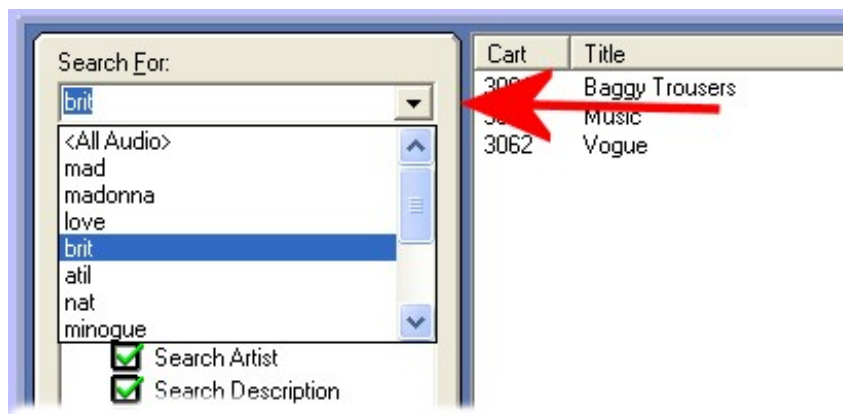 Search For:
brit
<All Audio>
mad
madonna
love
brit
atil
nat
minogue
Search Artist
Search Description
Cart Title
Baggy Trousers
Music
3062 Vogue